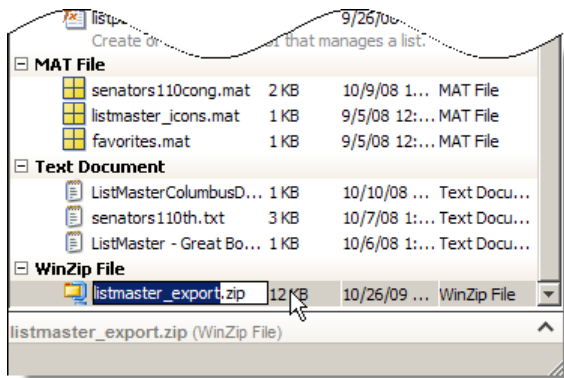 9/26/0
Create or that manages a list.
MAT File
senators110cong.mat 2 KB 10/9/08 1... MAT File
listmaster_icons.mat 1 KB 9/5/08 12:... MAT File
favorites.mat 1 KB 9/5/08 12:... MAT File
Text Document
ListMasterColumbusD... 1 KB 10/10/08 ... Text Docu...
senators110th.txt 3 KB 10/7/08 1:... Text Docu...
ListMaster - Great Bo... 1 KB 10/6/08 1:... Text Docu...
WinZip File
listmaster_export.zip 12 KB 10/26/09 ... WinZip File
listmaster_export.zip (WinZip File)